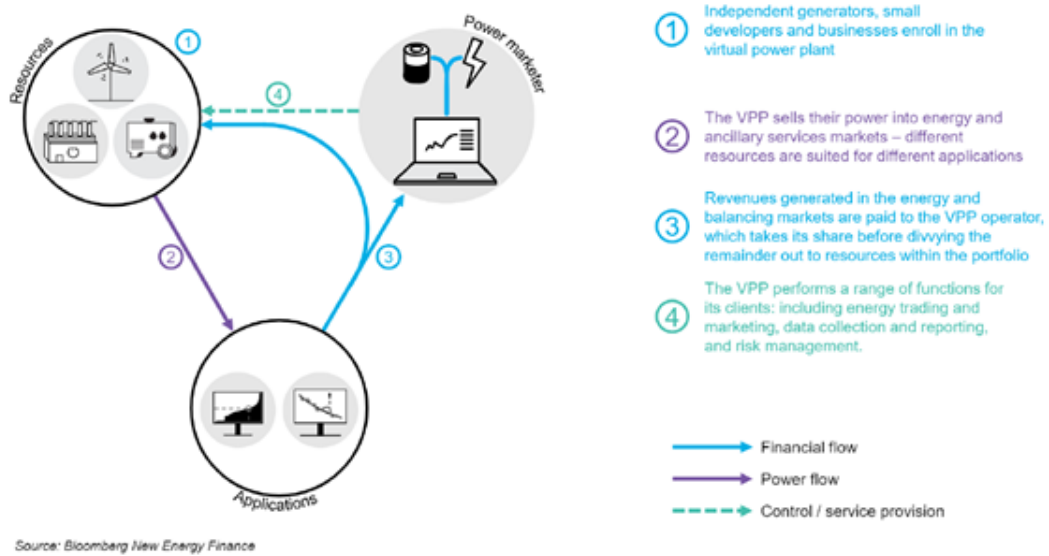 Resources
1
Power marketer
4
2
3
Applications
1
Independent generators, small
developers and businesses enroll in the
virtual power plant
2
The VPP sells their power into energy and
ancillary services markets – different
resources are suited for different applications
3
Revenues generated in the energy and
balancing markets are paid to the VPP operator,
which takes its share before divvying the
remainder out to resources within the portfolio
4
The VPP performs a range of functions for
its clients: including energy trading and
marketing, data collection and reporting,
and risk management.
Financial flow
Power flow
Control / service provision
Source: Bloomberg New Energy Finance